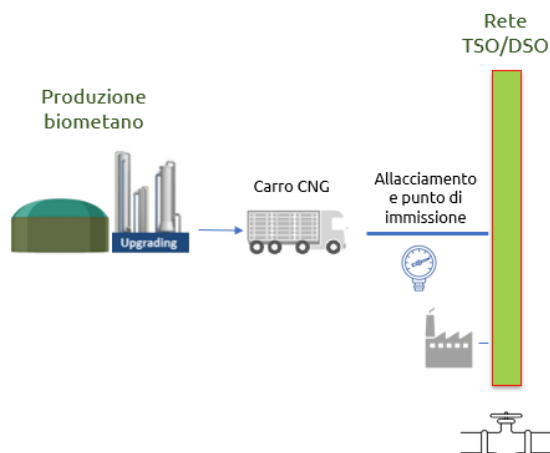 Rete
TSO/DSO
Produzione
biometano
Upgrading
Carro CNG
Allacciamento
e punto di
immissione